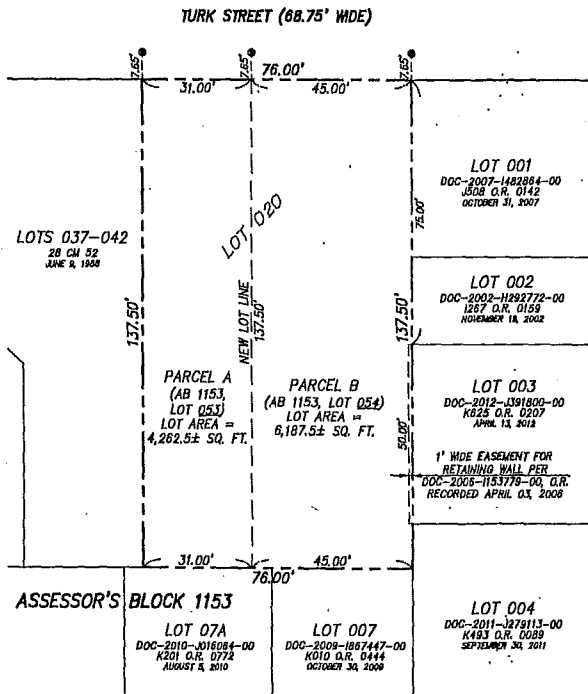 TURK STREET (68.75' WIDE)
7.65'
7.65'
7.65'
76.00'
31.00'
45.00'
LOT 001
DOC-2007-I482864-00
J508 O.R. 0142
OCTOBER 31, 2007
75.00'
LOT 020
LOTS 037-042
28 CM 52
JUNE 9, 1988
LOT 002
DOC-2002-H292772-00
I267 O.R. 0159
NOVEMBER 18, 2002
137.50'
NEW LOT LINE
137.50'
137.50'
PARCEL A
(AB 1153,
LOT 053)
LOT AREA =
4,262.5± SQ. FT.
PARCEL B
(AB 1153, LOT 054)
LOT AREA =
6,187.5± SQ. FT.
LOT 003
DOC-2012-J391800-00
K625 O.R. 0207
APRIL 13, 2012
50.00'
1' WIDE EASEMENT FOR
RETAINING WALL PER
DOC-2006-I153779-00, O.R.
RECORDED APRIL 03, 2006
31.00'
45.00'
76.00'
ASSESSOR'S BLOCK 1153
LOT 07A
DOC-2010-J016084-00
K201 O.R. 0772
AUGUST 5, 2010
LOT 007
DOC-2009-I867447-00
K010 O.R. 0444
OCTOBER 30, 2009
LOT 004
DOC-2011-J279113-00
K493 O.R. 0089
SEPTEMBER 30, 2011